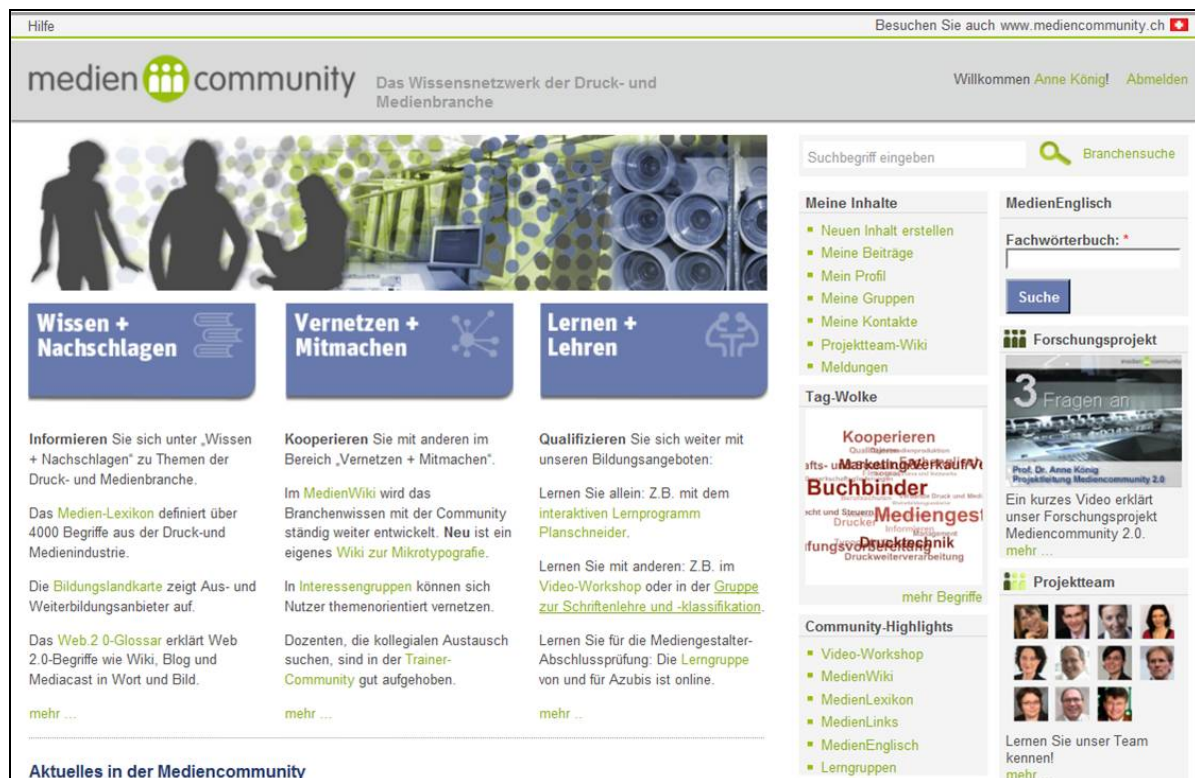 Hilfe
Besuchen Sie auch www.mediencommunity.ch
medien community
Das Wissensnetzwerk der Druck- und
Medienbranche
Willkommen Anne König! Abmelden
Wissen +
Nachschlagen
Informieren Sie sich unter „Wissen
+ Nachschlagen" zu Themen der
Druck- und Medienbranche.
Das Medien-Lexikon definiert über
4000 Begriffe aus der Druck-und
Medienindustrie.
Die Bildungslandkarte zeigt Aus- und
Weiterbildungsanbieter auf.
Das Web.2 0-Glossar erklärt Web
2.0-Begriffe wie Wiki, Blog und
Mediacast in Wort und Bild.
mehr ...
Vernetzen +
Mitmachen
Kooperieren Sie mit anderen im
Bereich „Vernetzen + Mitmachen".
Im MedienWiki wird das
Branchenwissen mit der Community
ständig weiter entwickelt. Neu ist ein
eigenes Wiki zur Mikrotypografie.
In Interessengruppen können sich
Nutzer themenorientiert vernetzen.
Dozenten, die kollegialen Austausch
suchen, sind in der Trainer-
Community gut aufgehoben.
mehr ...
Lernen +
Lehren
Qualifizieren Sie sich weiter mit
unseren Bildungsangeboten:
Lernen Sie allein: Z.B. mit dem
interaktiven Lernprogramm
Planschneider.
Lernen Sie mit anderen: Z.B. im
Video-Workshop oder in der Gruppe
zur Schriftenlehre und -klassifikation.
Lernen Sie für die Mediengestalter-
Abschlussprüfung: Die Lerngruppe
von und für Azubis ist online.
mehr ..
Aktuelles in der Mediencommunity
Suchbegriff eingeben
Branchensuche
Meine Inhalte
Neuen Inhalt erstellen
Meine Beiträge
Mein Profil
Meine Gruppen
Meine Kontakte
Projektteam-Wiki
Meldungen
Tag-Wolke
Kooperieren
Buchbinder
Mediengest
Drucker
Informieren
Management
Drucktechnik
Druckweiterverarbeitung
mehr Begriffe
Community-Highlights
Video-Workshop
MedienWiki
MedienLexikon
MedienLinks
MedienEnglisch
Lerngruppen
MedienEnglisch
Fachwörterbuch: *
Suche
Forschungsprojekt
medien community
3 Fragen an
Prof. Dr. Anne König
Projektleitung Mediencommunity 2.0
Ein kurzes Video erklärt
unser Forschungsprojekt
Mediencommunity 2.0.
mehr ...
Projektteam
Lernen Sie unser Team
kennen!
mehr